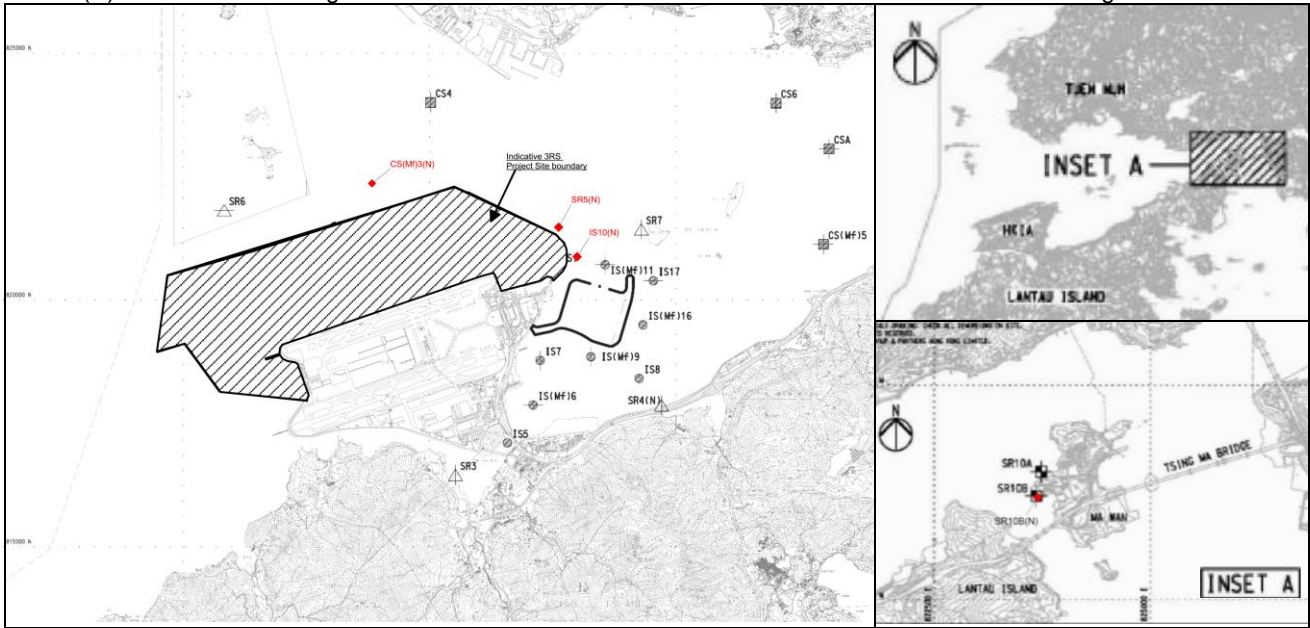 825000 N
CS4
CS6
CSA
CS(Mf)3(N)
Indicative 3RS
Project Site boundary
SR6
SR5(N)
SR7
IS10(N)
CS(Mf)5
IS(Mf)11
IS17
820000 N
IS(Mf)16
IS7
IS(Mf)9
IS8
IS(Mf)6
SR4(N)
IS5
SR3
815000 N
N
TUEN MUN
INSET A
HKIA
LANTAU ISLAND
N
SR10A
SR10B
SR10B(N)
TSING MA BRIDGE
MA WAN
LANTAU ISLAND
INSET A
822500 E
825000 E